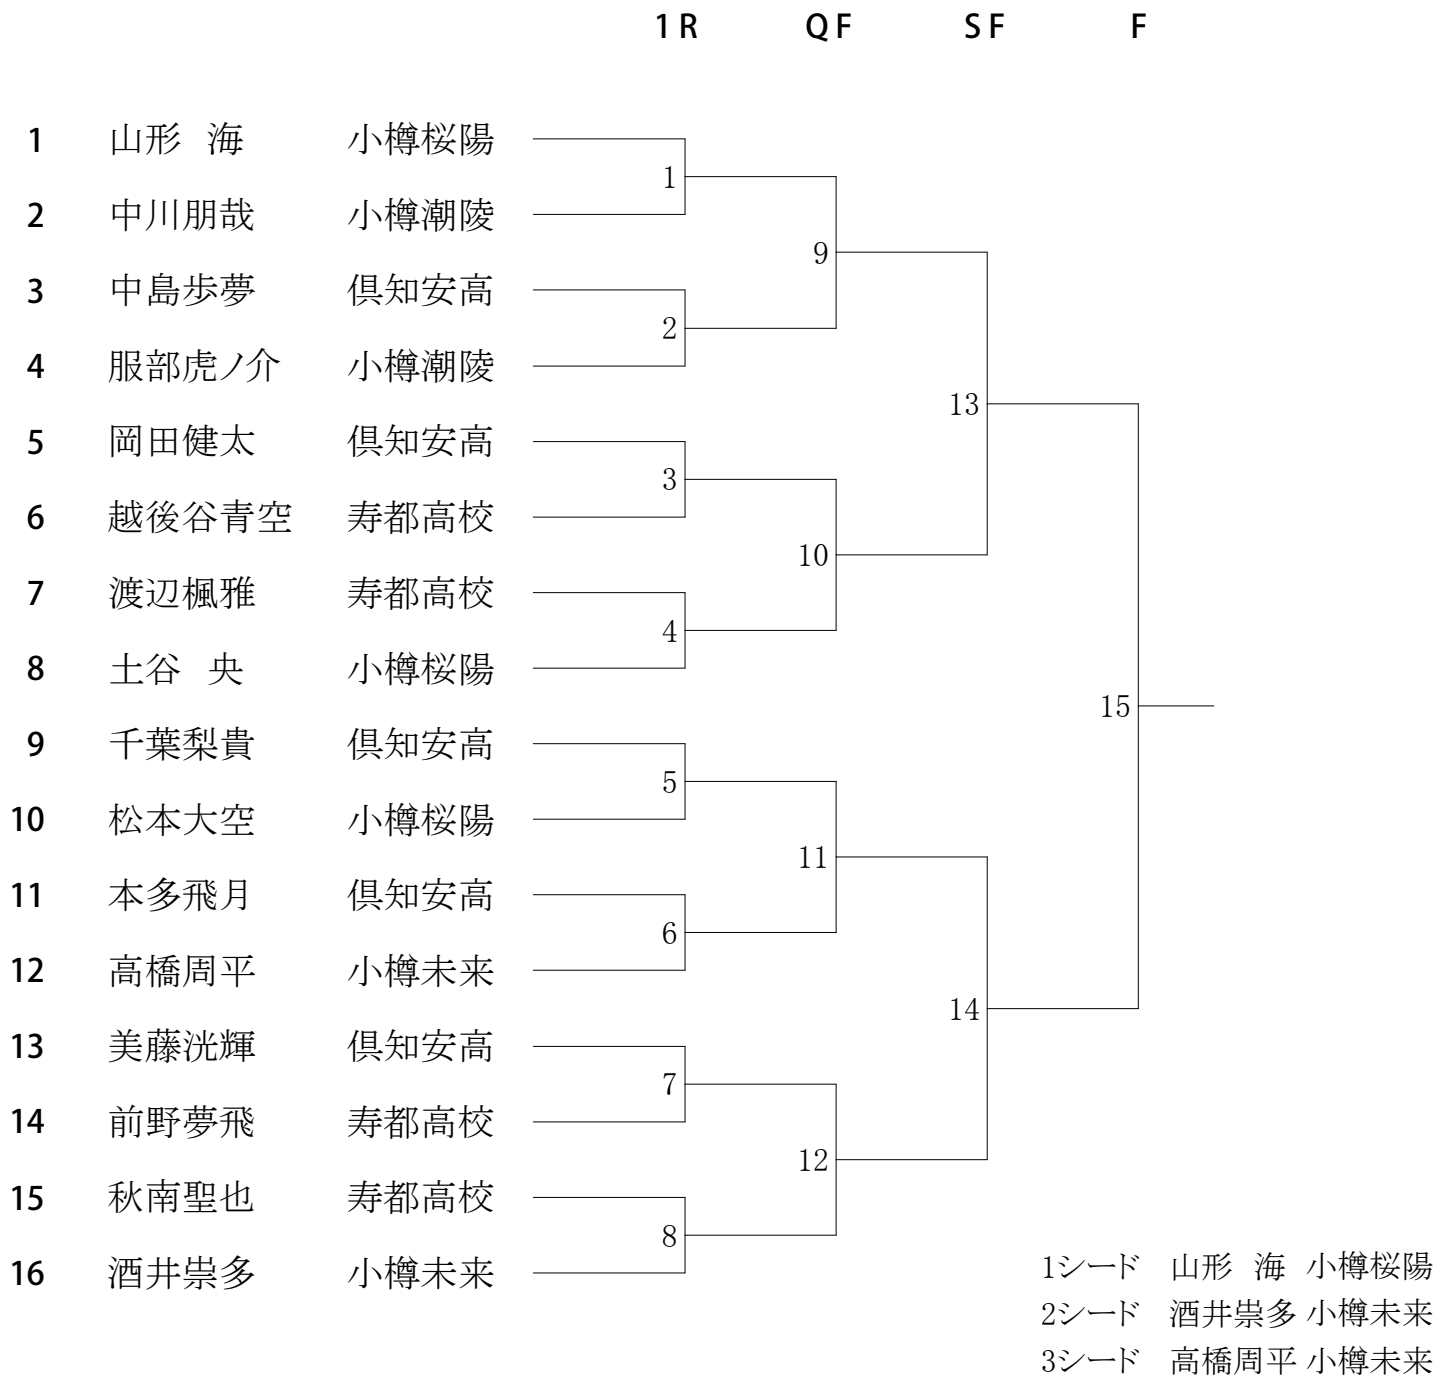 1R QF SF F
1 山形 海 小樽桜陽
1
2 中川朋哉 小樽潮陵
9
3 中島歩夢 倶知安高
2
4 服部虎ノ介 小樽潮陵
13
5 岡田健太 倶知安高
3
6 越後谷青空 寿都高校
10
7 渡辺楓雅 寿都高校
4
8 土谷 央 小樽桜陽
15
9 千葉梨貴 倶知安高
5
10 松本大空 小樽桜陽
11
11 本多飛月 倶知安高
6
12 高橋周平 小樽未来
14
13 美藤洸輝 倶知安高
7
14 前野夢飛 寿都高校
12
15 秋南聖也 寿都高校
8
16 酒井崇多 小樽未来
1シード 山形 海 小樽桜陽
2シード 酒井崇多 小樽未来
3シード 高橋周平 小樽未来